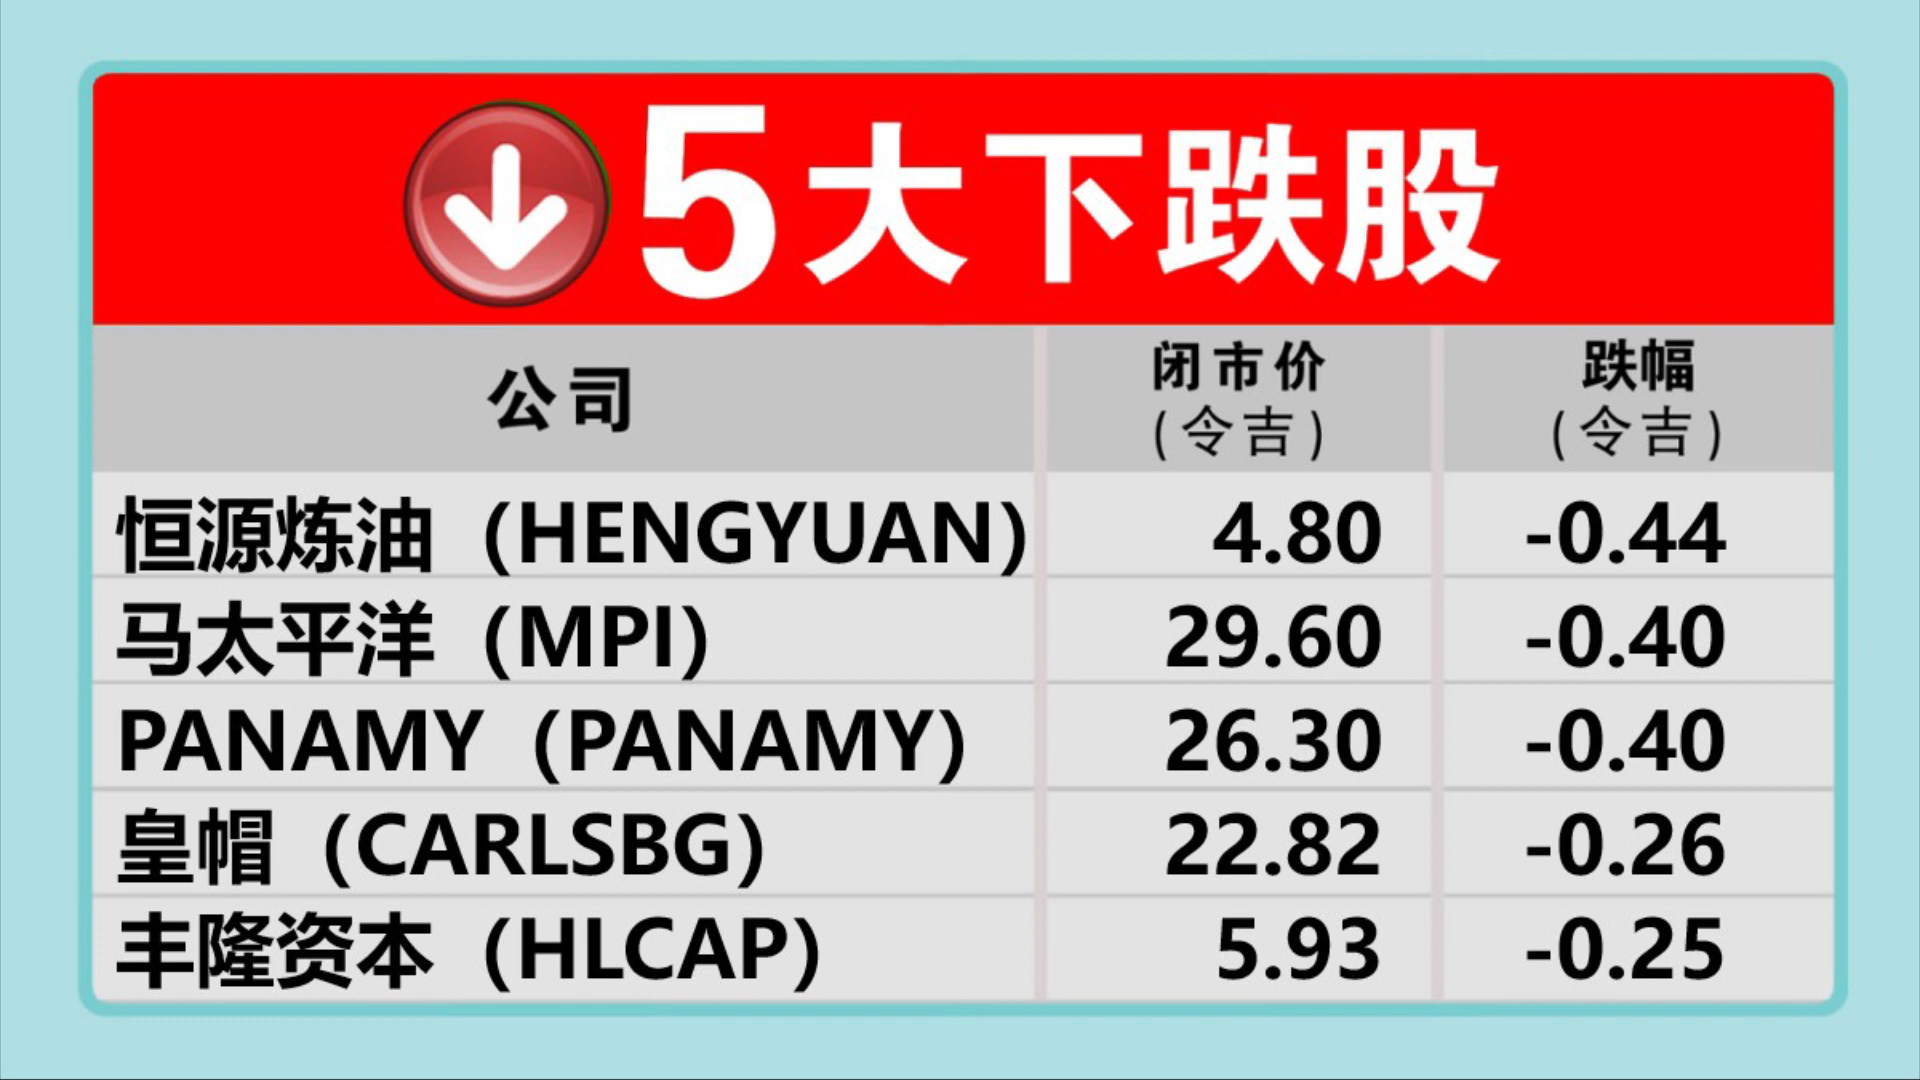 5大下跌股
公司 闭市价 跌幅
(令吉) (令吉)
恒源炼油（HENGYUAN） 4.80 -0.44
马太平洋（MPI） 29.60 -0.40
PANAMY（PANAMY） 26.30 -0.40
皇帽（CARLSBG） 22.82 -0.26
丰隆资本（HLCAP） 5.93 -0.25